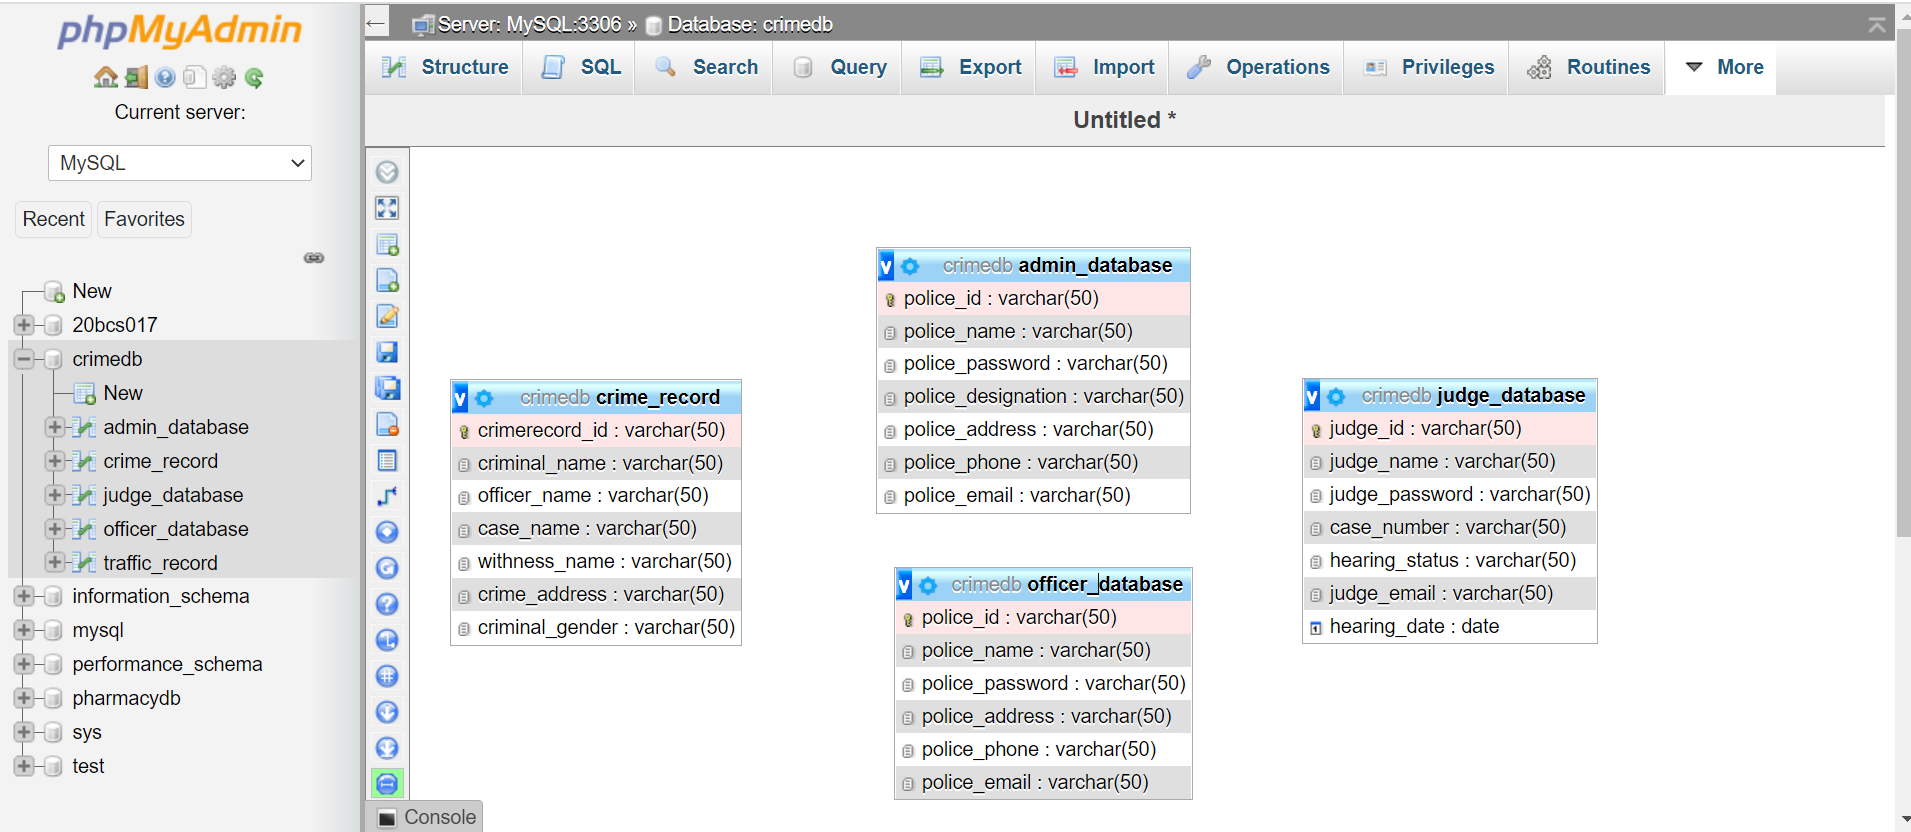 phpMyAdmin
Current server:
MySQL
Recent
Favorites
New
20bcs017
crimedb
New
admin_database
crime_record
judge_database
officer_database
traffic_record
information_schema
mysql
performance_schema
pharmacydb
sys
test
Server: MySQL:3306 » Database: crimedb
Structure
SQL
Search
Query
Export
Import
Operations
Privileges
Routines
More
Untitled *
v crimedb crime_record
crimerecord_id : varchar(50)
criminal_name : varchar(50)
officer_name : varchar(50)
case_name : varchar(50)
withness_name : varchar(50)
crime_address : varchar(50)
criminal_gender : varchar(50)
v crimedb admin_database
police_id : varchar(50)
police_name : varchar(50)
police_password : varchar(50)
police_designation : varchar(50)
police_address : varchar(50)
police_phone : varchar(50)
police_email : varchar(50)
v crimedb officer_database
police_id : varchar(50)
police_name : varchar(50)
police_password : varchar(50)
police_address : varchar(50)
police_phone : varchar(50)
police_email : varchar(50)
v crimedb judge_database
judge_id : varchar(50)
judge_name : varchar(50)
judge_password : varchar(50)
case_number : varchar(50)
hearing_status : varchar(50)
judge_email : varchar(50)
hearing_date : date
Console